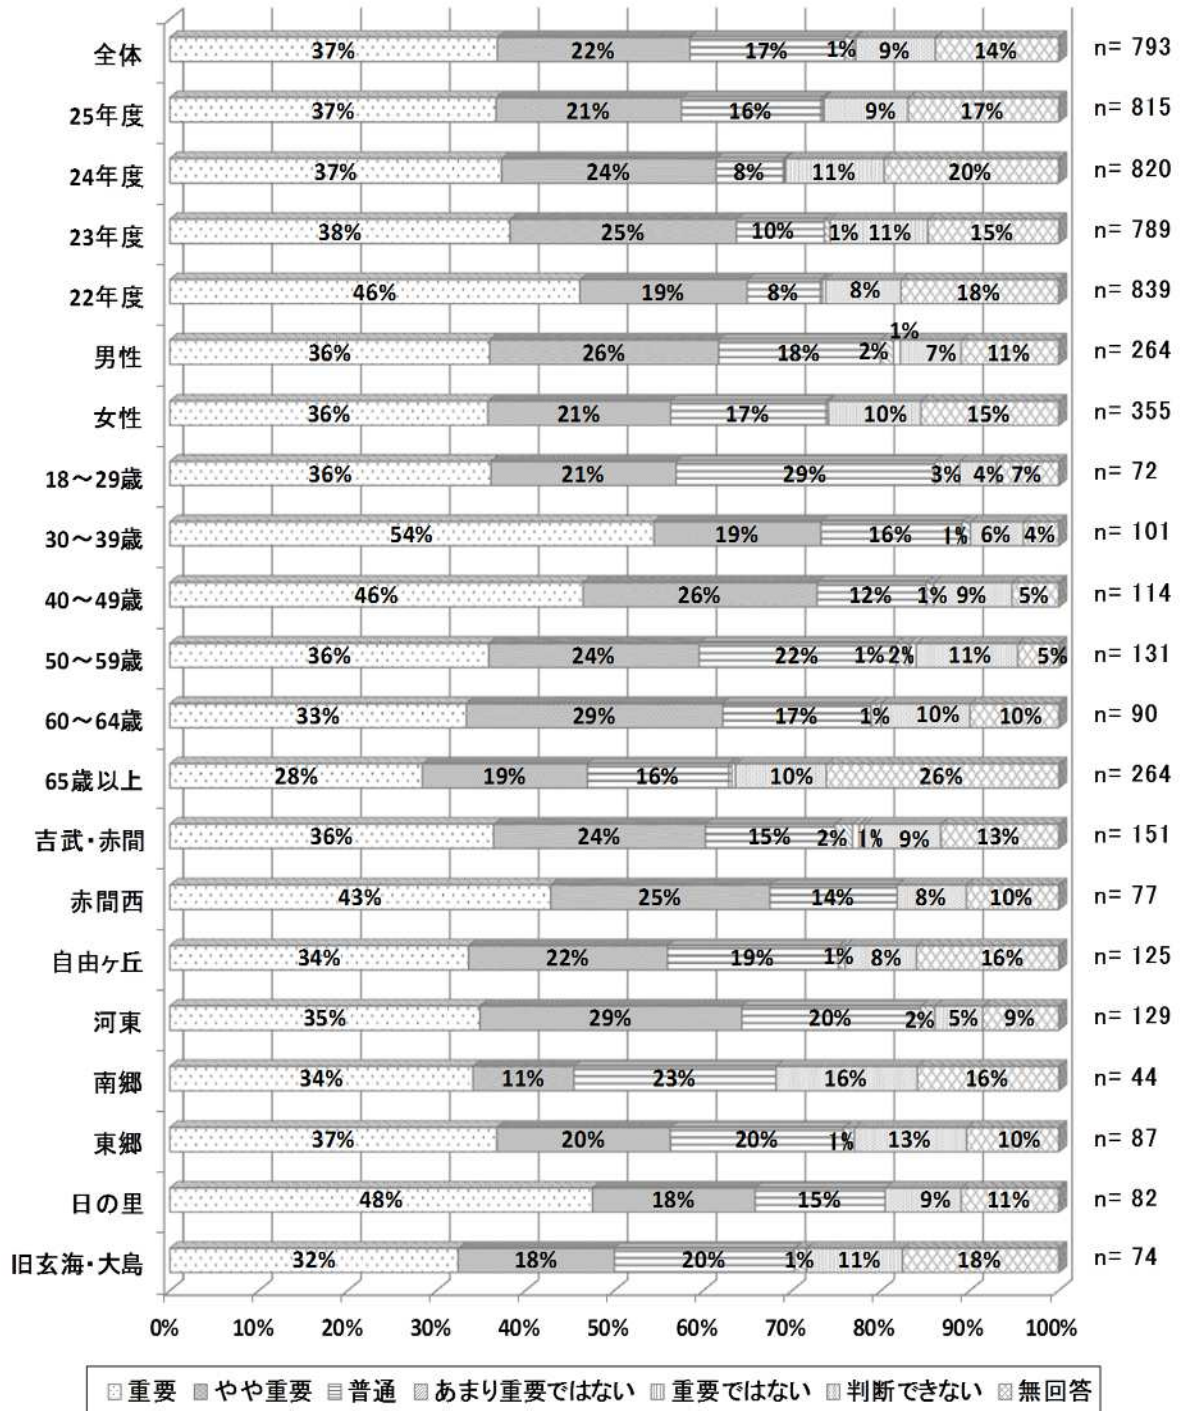 全体 37% 22% 17% 1% 9% 14% n= 793
25年度 37% 21% 16% 9% 17% n= 815
24年度 37% 24% 8% 11% 20% n= 820
23年度 38% 25% 10% 1% 11% 15% n= 789
22年度 46% 19% 8% 8% 18% n= 839
1%
男性 36% 26% 18% 2% 7% 11% n= 264
女性 36% 21% 17% 10% 15% n= 355
18～29歳 36% 21% 29% 3% 4% 7% n= 72
30～39歳 54% 19% 16% 1% 6% 4% n= 101
40～49歳 46% 26% 12% 1% 9% 5% n= 114
50～59歳 36% 24% 22% 1% 2% 11% 5% n= 131
60～64歳 33% 29% 17% 1% 10% 10% n= 90
65歳以上 28% 19% 16% 10% 26% n= 264
吉武・赤間 36% 24% 15% 2% 1% 9% 13% n= 151
赤間西 43% 25% 14% 8% 10% n= 77
自由ヶ丘 34% 22% 19% 1% 8% 16% n= 125
河東 35% 29% 20% 2% 5% 9% n= 129
南郷 34% 11% 23% 16% 16% n= 44
東郷 37% 20% 20% 1% 13% 10% n= 87
日の里 48% 18% 15% 9% 11% n= 82
旧玄海・大島 32% 18% 20% 1% 11% 18% n= 74
0% 10% 20% 30% 40% 50% 60% 70% 80% 90% 100%
重要 やや重要 普通 あまり重要ではない 重要ではない 判断できない 無回答